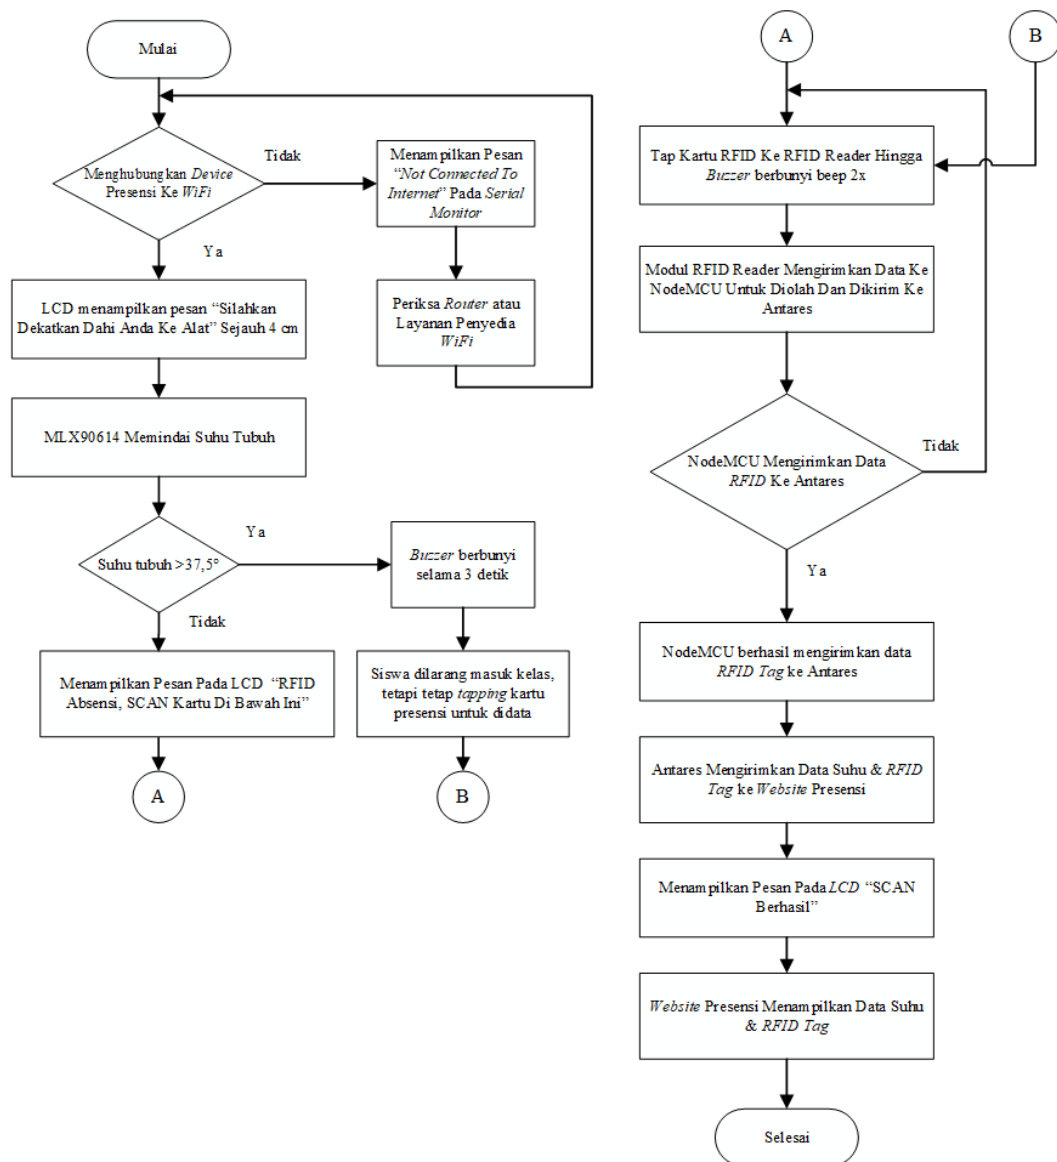 Mulai
Menghubungkan Device
Presensi Ke WiFi
Tidak
Menampilkan Pesan
“Not Connected To
Internet” Pada Serial
Monitor
Ya
LCD menampilkan pesan “Silahkan
Dekatkan Dahi Anda Ke Alat” Sejauh 4 cm
Periksa Router atau
Layanan Penyedia
WiFi
MLX90614 Memindai Suhu Tubuh
Suhu tubuh >37,5°
Ya
Buzzer berbunyi
selama 3 detik
Tidak
Menampilkan Pesan Pada LCD “RFID
Absensi, SCAN Kartu Di Bawah Ini”
Siswa dilarang masuk kelas,
tetapi tetap tapping kartu
presensi untuk didata
A
B
A
B
Tap Kartu RFID Ke RFID Reader Hingga
Buzzer berbunyi beep 2x
Modul RFID Reader Mengirimkan Data Ke
NodeMCU Untuk Diolah Dan Dikirim Ke
Antares
NodeMCU Mengirimkan Data
RFID Ke Antares
Tidak
Ya
NodeMCU berhasil mengirimkan data
RFID Tag ke Antares
Antares Mengirimkan Data Suhu & RFID
Tag ke Website Presensi
Menampilkan Pesan Pada LCD “SCAN
Berhasil”
Website Presensi Menampilkan Data Suhu
& RFID Tag
Selesai